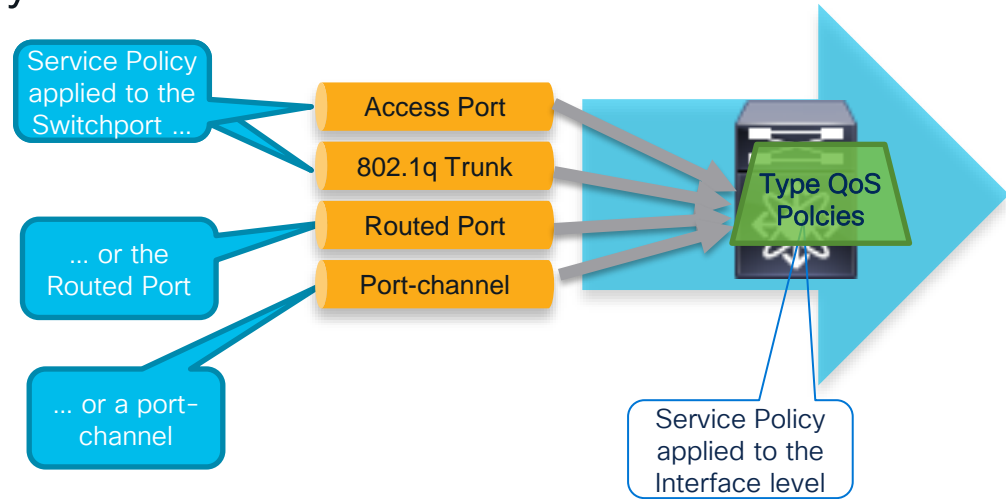 y
Service Policy
applied to the
Switchport ...
Access Port
802.1q Trunk
Routed Port
Port-channel
... or the
Routed Port
... or a port-
channel
Type QoS
Polcies
Service Policy
applied to the
Interface level